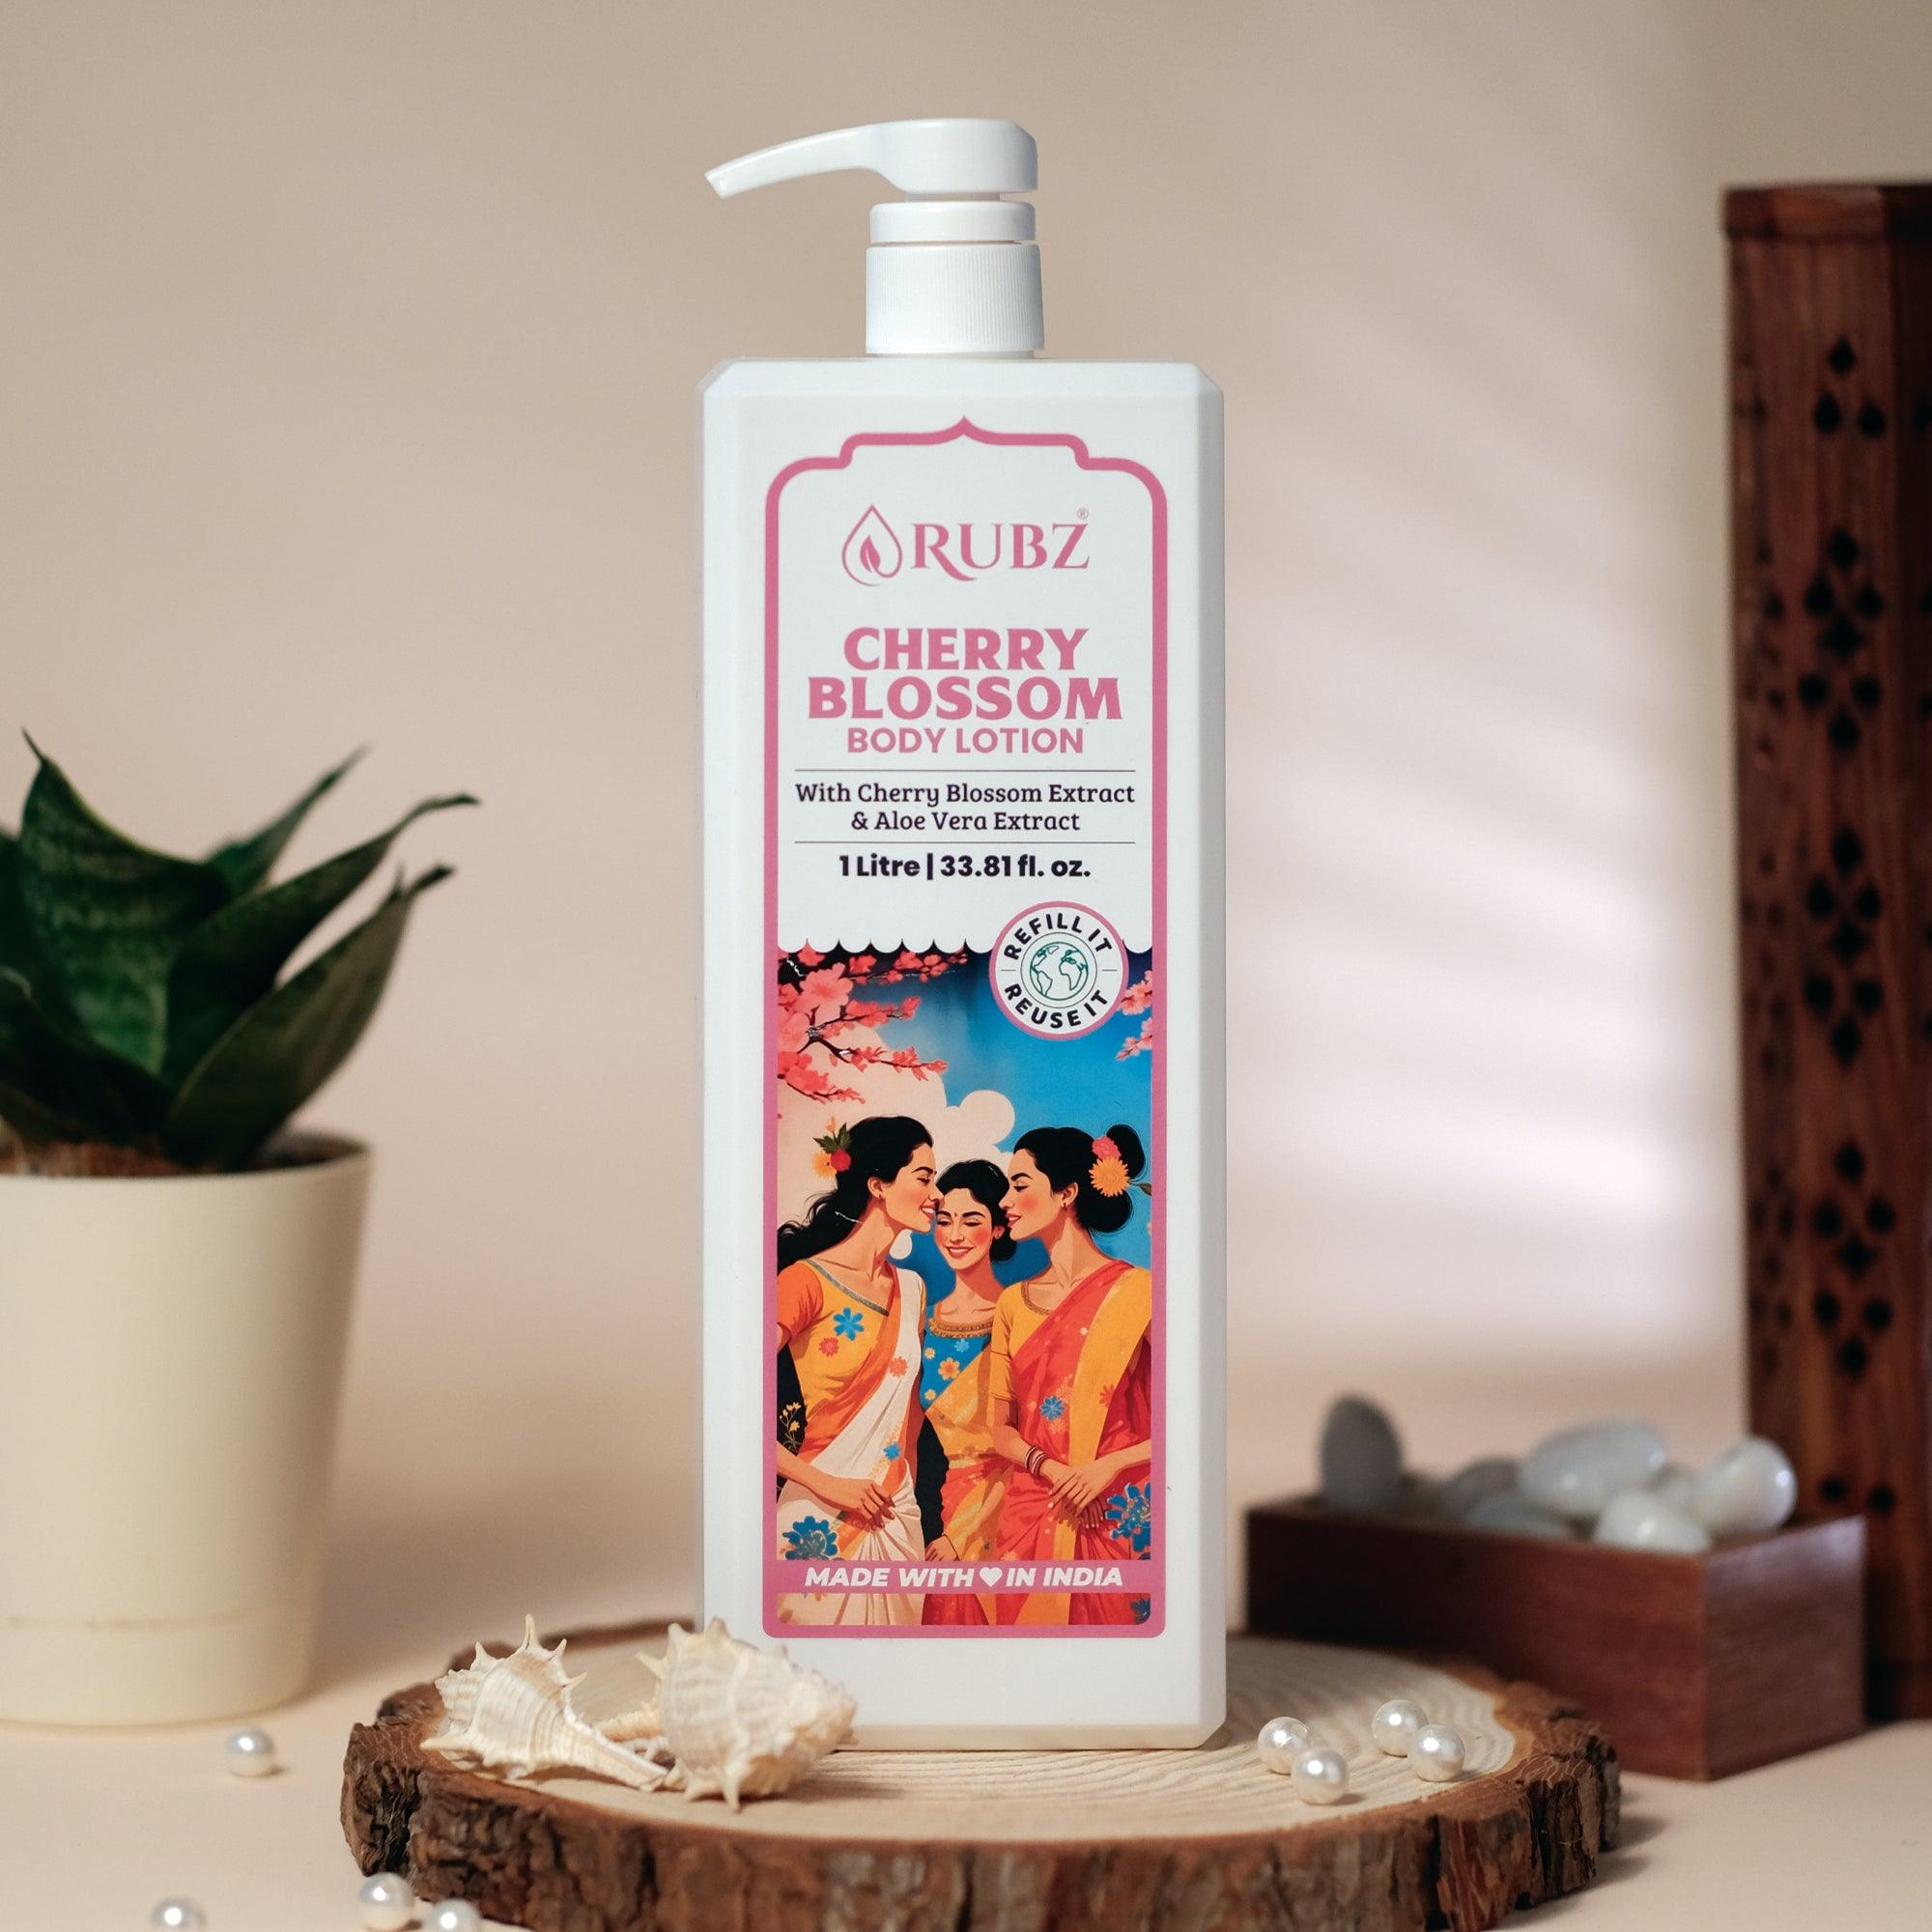 RUBZ®
CHERRY
BLOSSOM
BODY LOTION
With Cherry Blossom Extract
& Aloe Vera Extract
1 Litre | 33.81 fl. oz.
REFILL IT
REUSE IT
MADE WITH ♥ IN INDIA